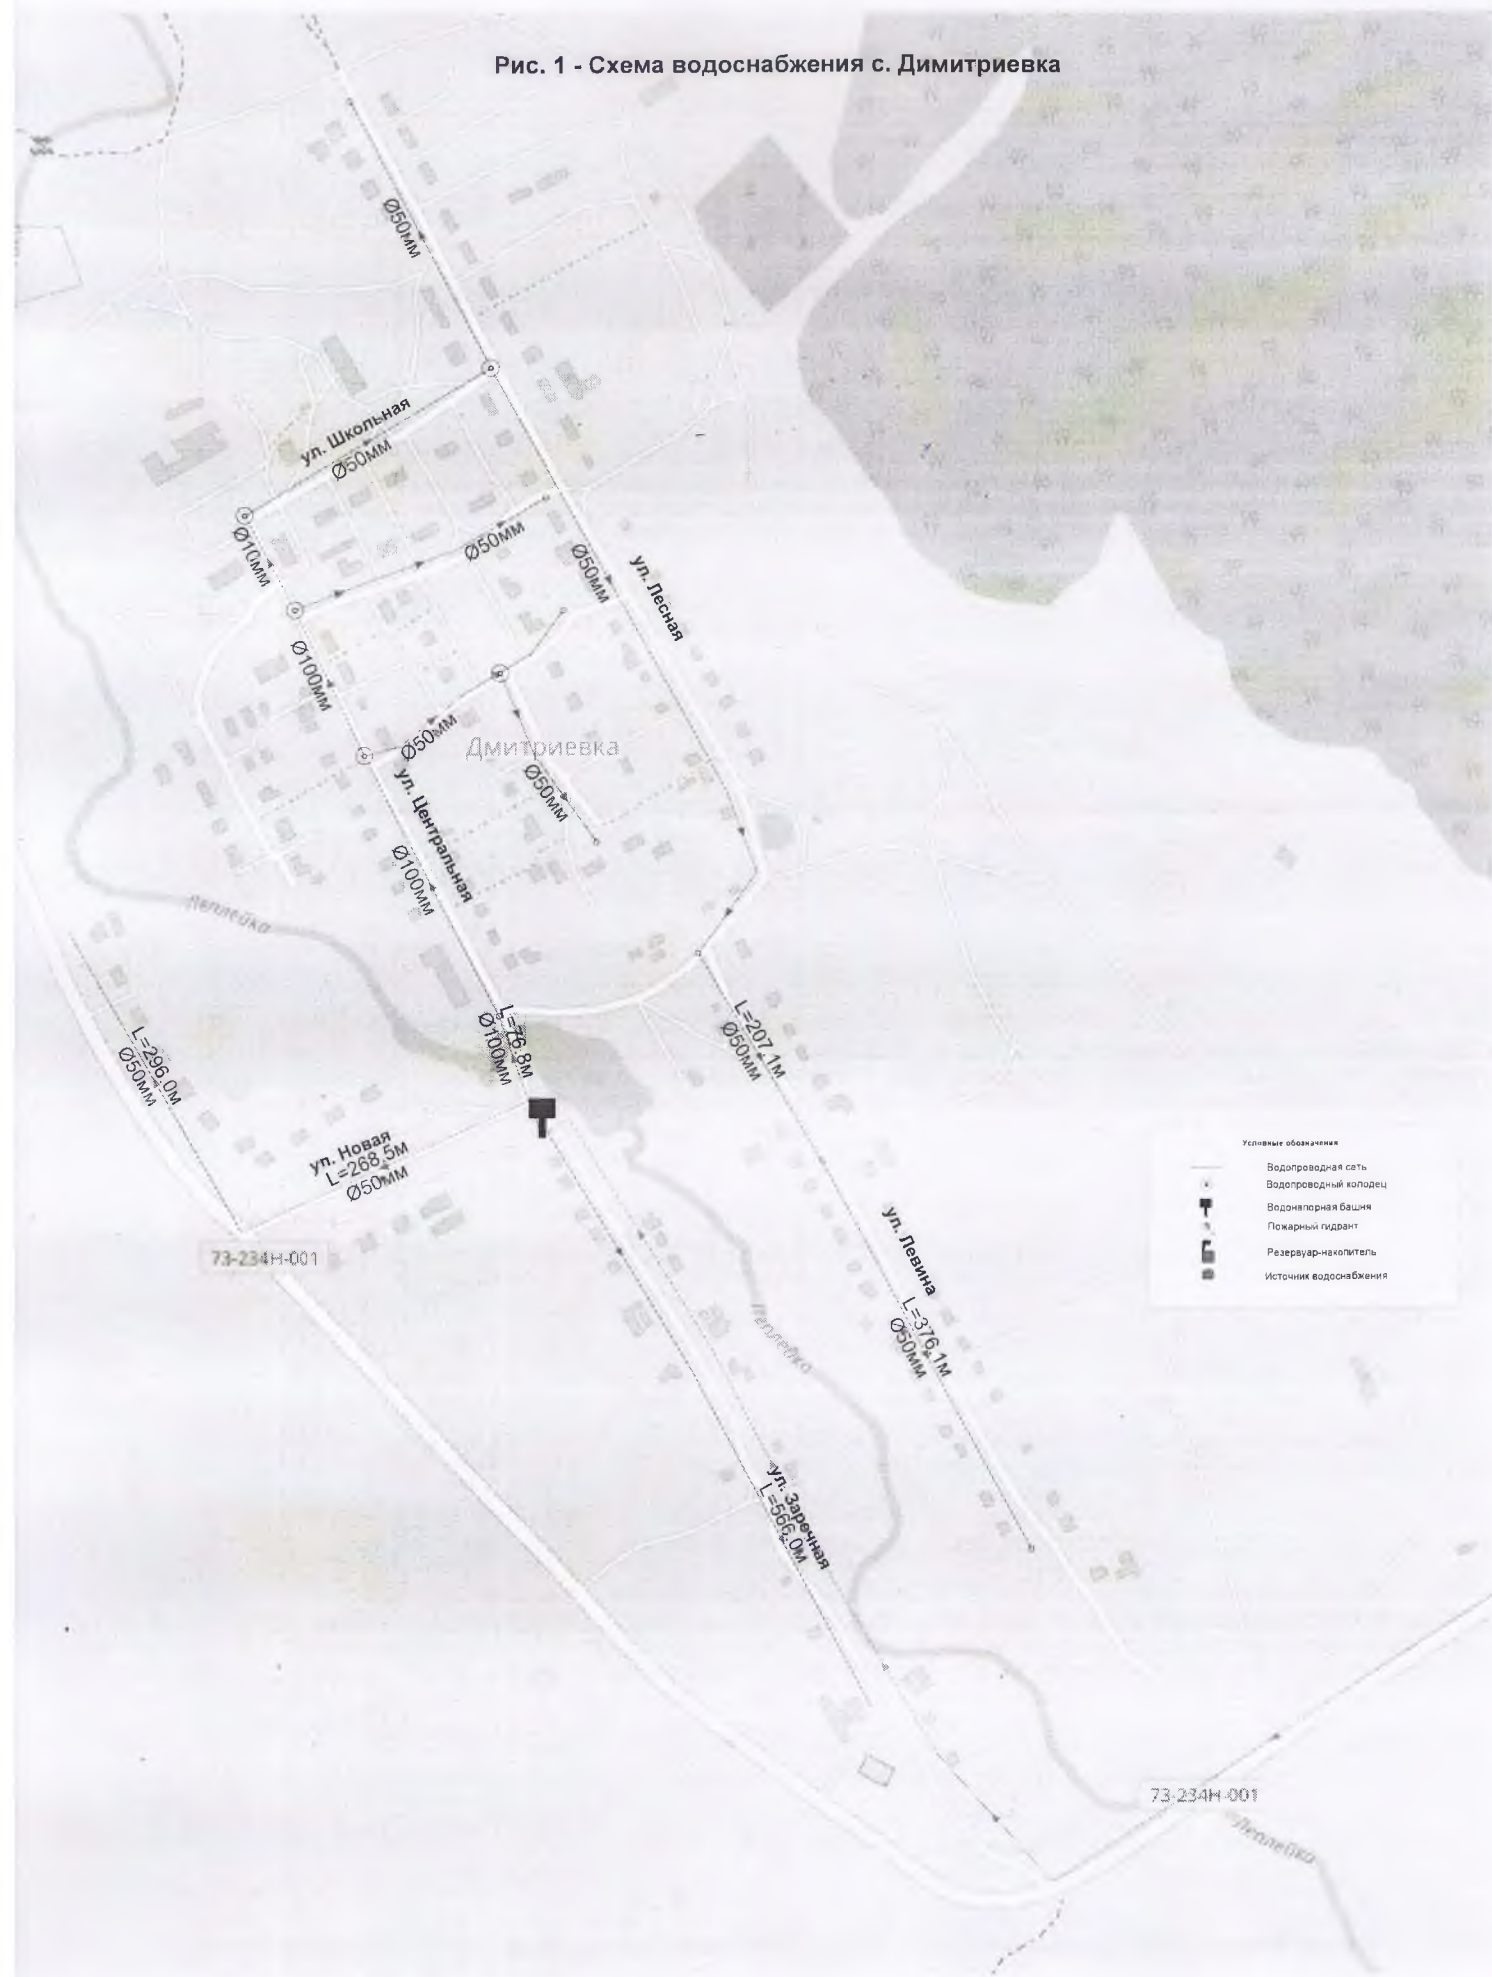 Рис. 1 - Схема водоснабжения с. Димитриевка
Ø50мм
ул. Школьная
Ø50мм
Ø10мм
Ø50мм
Ø50мм
ул. Лесная
Ø100мм
Ø50мм
Дмитриевка
Ø50мм
ул. Центральная
Ø100мм
Леплейка
L=76.8м
Ø100мм
L=207.1м
Ø50мм
L=296.0м
Ø50мм
ул. Новая
L=268.5м
Ø50мм
73-234Н-001
Условные обозначения
Водопроводная сеть
Водопроводный колодец
Водонапорная башня
Пожарный гидрант
Резервуар-накопитель
Источник водоснабжения
ул. Левина
L=376.1м
Ø50мм
Леплейка
ул. Заречная
L=566.0м
73-234Н-001
Леплейка